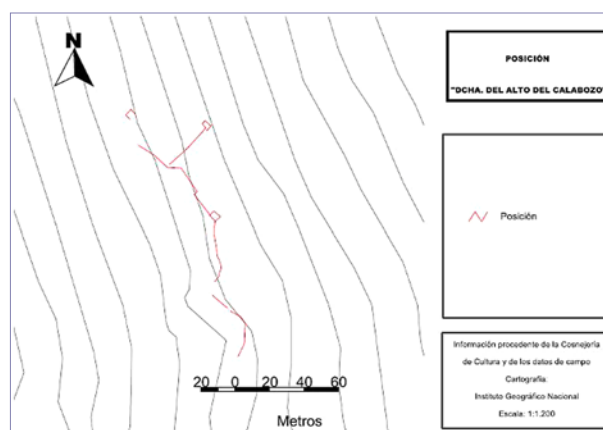 N
POSICIÓN
"DCHA. DEL ALTO DEL CALABOZO"
Posición
Información procedente de la Cosnejería
de Cultura y de los datos de campo
Cartografía:
Instituto Geográfico Nacional
Escala: 1:1.200
20 0 20 40 60
Metros